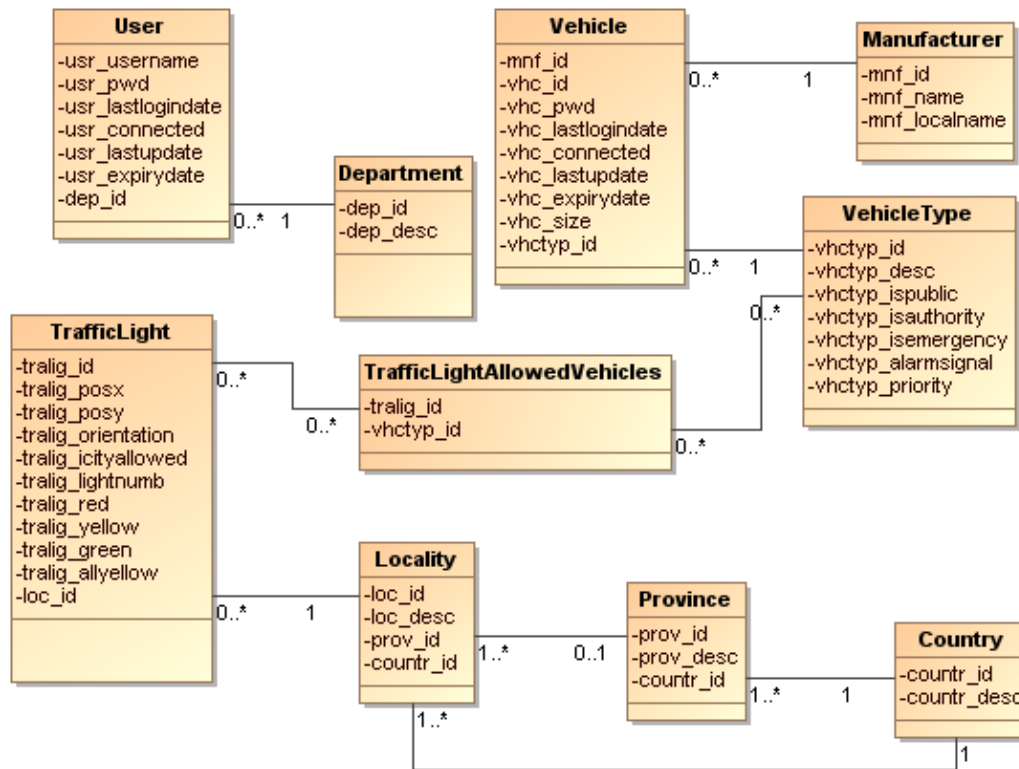 User
-usr_username
-usr_pwd
-usr_lastlogindate
-usr_connected
-usr_lastupdate
-usr_expirydate
-dep_id
0..* 1
Department
-dep_id
-dep_desc
Vehicle
-mnf_id
-vhc_id
-vhc_pwd
-vhc_lastlogindate
-vhc_connected
-vhc_lastupdate
-vhc_expirydate
-vhc_size
-vhctyp_id
0..* 1
0..* 1
Manufacturer
-mnf_id
-mnf_name
-mnf_localname
VehicleType
-vhctyp_id
-vhctyp_desc
-vhctyp_ispublic
-vhctyp_isauthority
-vhctyp_isemergency
-vhctyp_alarmsignal
-vhctyp_priority
0..*
TrafficLight
-tralig_id
-tralig_posx
-tralig_posy
-tralig_orientation
-tralig_icityallowed
-tralig_lightnumb
-tralig_red
-tralig_yellow
-tralig_green
-tralig_allyellow
-loc_id
0..*
0..*
TrafficLightAllowedVehicles
-tralig_id
-vhctyp_id
0..*
0..* 1
Locality
-loc_id
-loc_desc
-prov_id
-countr_id
1..* 0..1
1..*
Province
-prov_id
-prov_desc
-countr_id
1..* 1
Country
-countr_id
-countr_desc
1